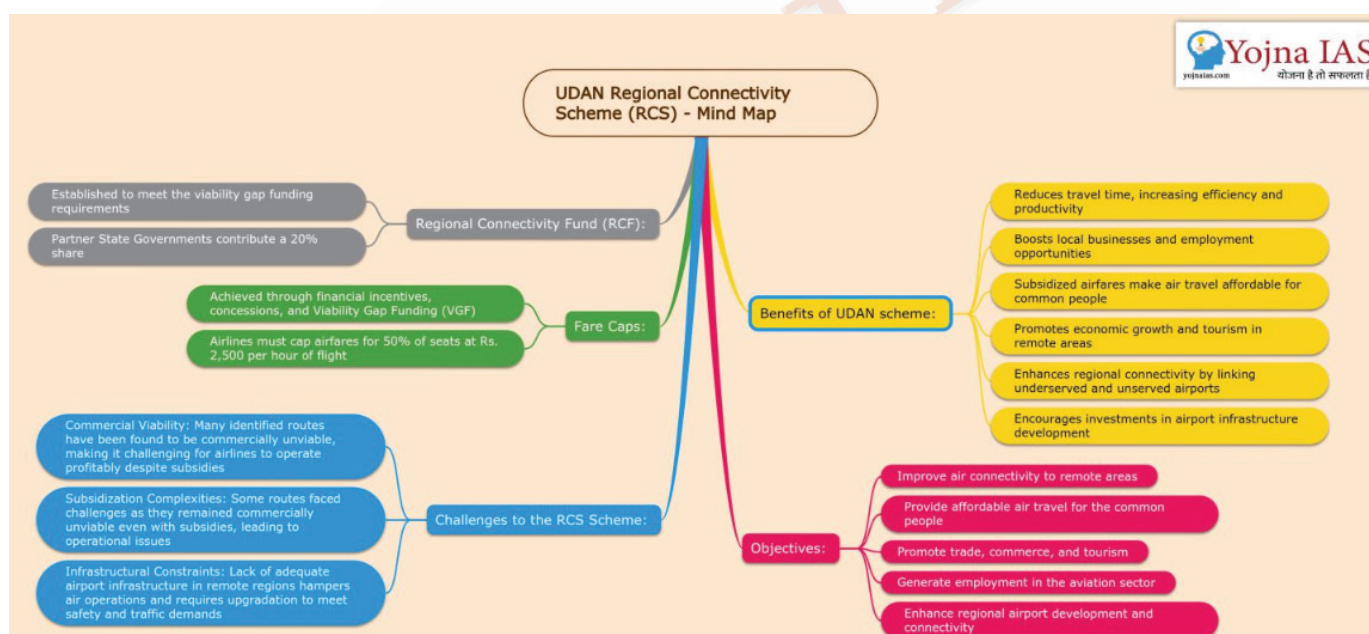 Yojna IAS
yojnaias.com
योजना है तो सफलता है
UDAN Regional Connectivity
Scheme (RCS) - Mind Map
Established to meet the viability gap funding
requirements
Partner State Governments contribute a 20%
share
Regional Connectivity Fund (RCF):
Achieved through financial incentives,
concessions, and Viability Gap Funding (VGF)
Airlines must cap airfares for 50% of seats at Rs.
2,500 per hour of flight
Fare Caps:
Commercial Viability: Many identified routes
have been found to be commercially unviable,
making it challenging for airlines to operate
profitably despite subsidies
Subsidization Complexities: Some routes faced
challenges as they remained commercially
unviable even with subsidies, leading to
operational issues
Infrastructural Constraints: Lack of adequate
airport infrastructure in remote regions hampers
air operations and requires upgradation to meet
safety and traffic demands
Challenges to the RCS Scheme:
Benefits of UDAN scheme:
Reduces travel time, increasing efficiency and
productivity
Boosts local businesses and employment
opportunities
Subsidized airfares make air travel affordable for
common people
Promotes economic growth and tourism in
remote areas
Enhances regional connectivity by linking
underserved and unserved airports
Encourages investments in airport infrastructure
development
Objectives:
Improve air connectivity to remote areas
Provide affordable air travel for the common
people
Promote trade, commerce, and tourism
Generate employment in the aviation sector
Enhance regional airport development and
connectivity